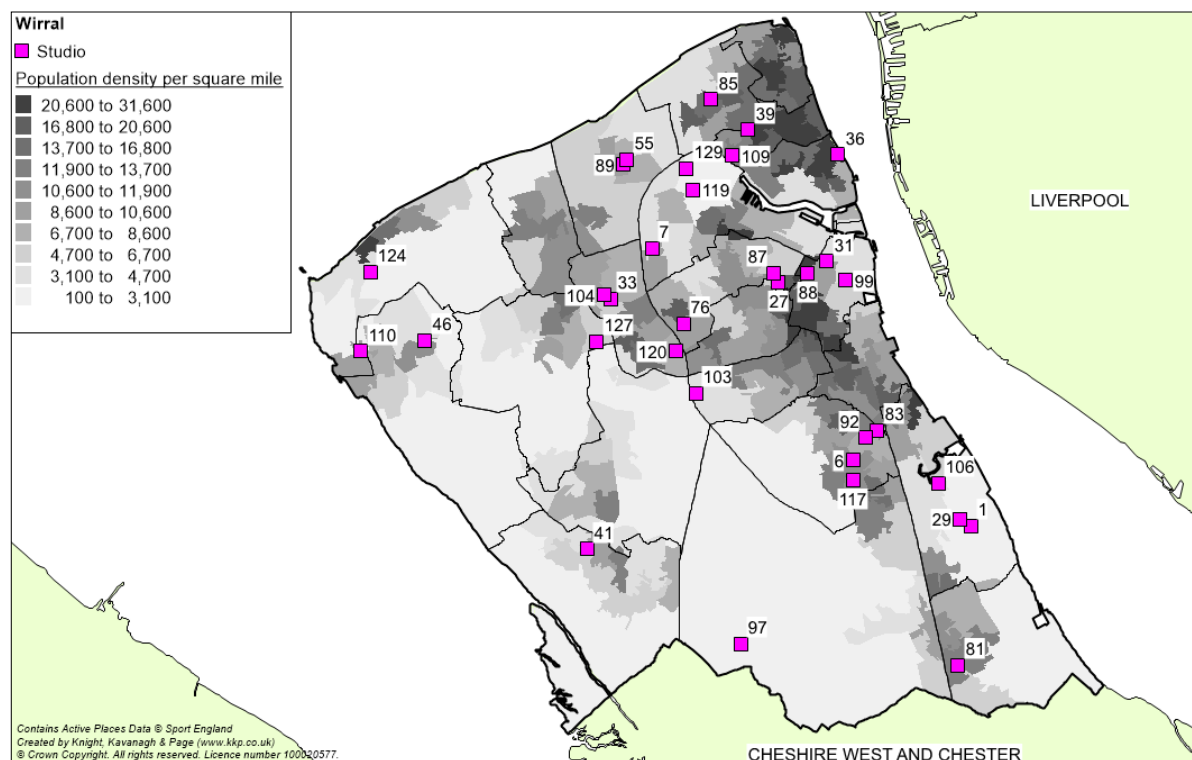 Wirral
Studio
Population density per square mile
20,600 to 31,600
16,800 to 20,600
13,700 to 16,800
11,900 to 13,700
10,600 to 11,900
8,600 to 10,600
6,700 to 8,600
4,700 to 6,700
3,100 to 4,700
100 to 3,100
85
39
36
55
89
129
109
119
LIVERPOOL
7
31
124
87
27
88
99
33
104
76
127
46
110
120
103
83
92
6
106
117
29
1
41
97
81
Contains Active Places Data © Sport England
Created by Knight, Kavanagh & Page (www.kkp.co.uk)
© Crown Copyright. All rights reserved. Licence number 100020577.
CHESHIRE WEST AND CHESTER